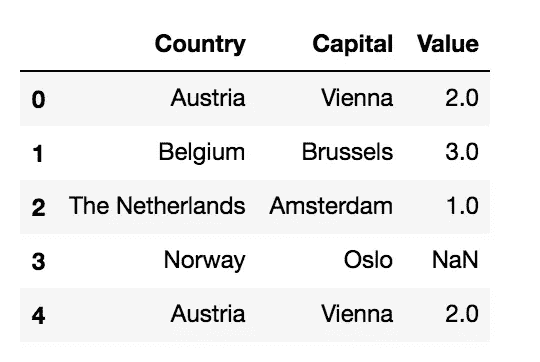 Country Capital Value
0 Austria Vienna 2.0
1 Belgium Brussels 3.0
2 The Netherlands Amsterdam 1.0
3 Norway Oslo NaN
4 Austria Vienna 2.0